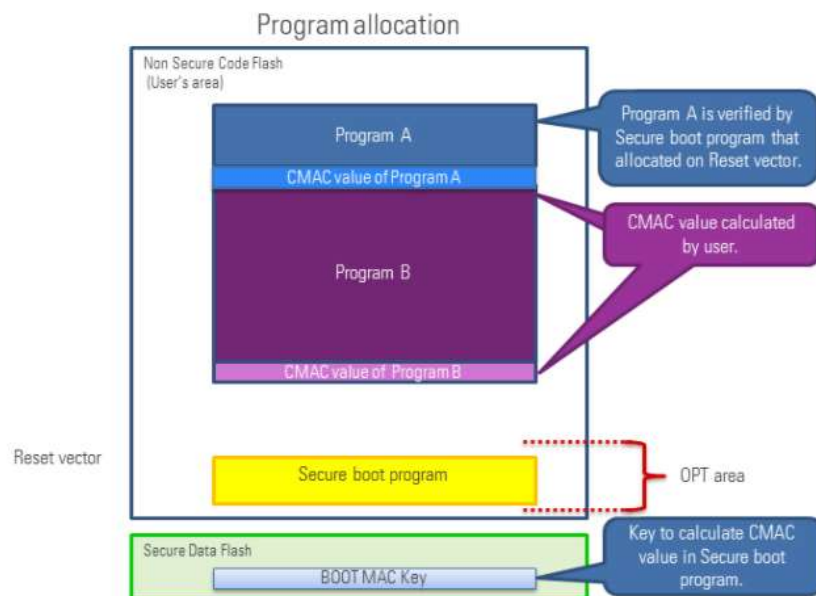 Program allocation
Non Secure Code Flash
(User's area)
Program A
CMAC value of Program A
Program B
CMAC value of Program B
Program A is verified by
Secure boot program that
allocated on Reset vector.
CMAC value calculated
by user.
Reset vector
Secure boot program
OPT area
Secure Data Flash
BOOT MAC Key
Key to calculate CMAC
value in Secure boot
program.